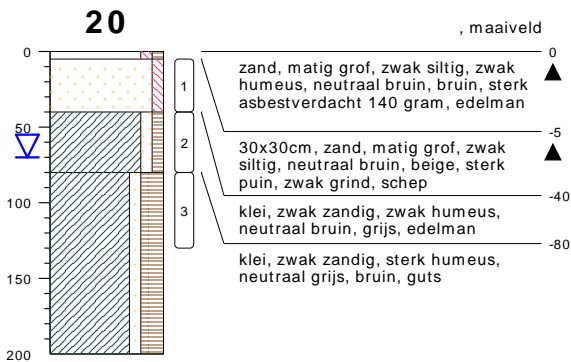 20
, maaiveld
0
0
zand, matig grof, zwak siltig, zwak
humeus, neutraal bruin, bruin, sterk
asbestverdacht 140 gram, edelman
1
50
-5
2
30x30cm, zand, matig grof, zwak
siltig, neutraal bruin, beige, sterk
puin, zwak grind, schep
-40
100
3
klei, zwak zandig, zwak humeus,
neutraal bruin, grijs, edelman
-80
klei, zwak zandig, sterk humeus,
neutraal grijs, bruin, guts
150
200